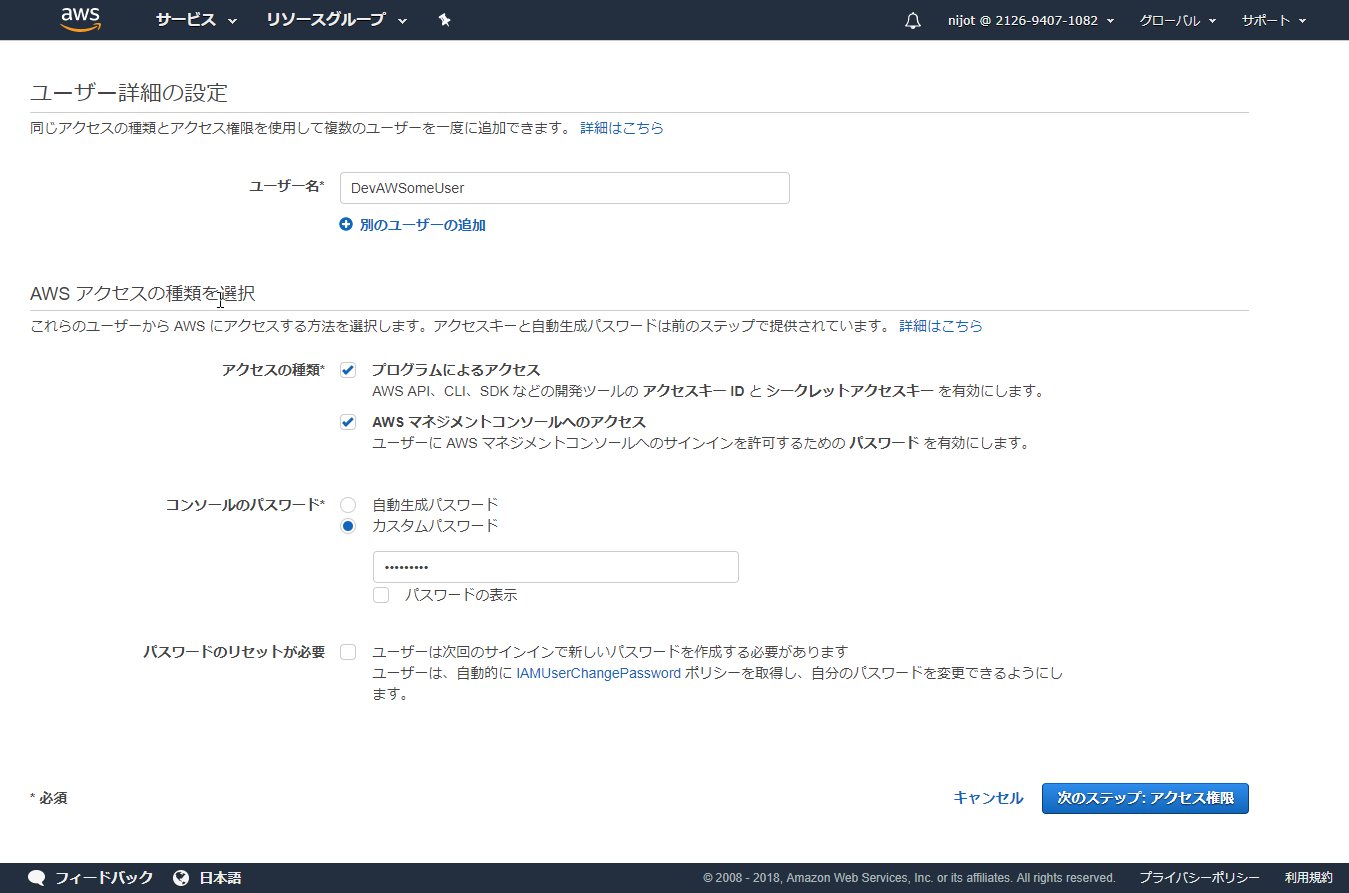 aws サービス リソースグループ nijot @ 2126-9407-1082 グローバル サポート
ユーザー詳細の設定
同じアクセスの種類とアクセス権限を使用して複数のユーザーを一度に追加できます。 詳細はこちら
ユーザー名* DevAWSomeUser
別のユーザーの追加
AWS アクセスの種類を選択
これらのユーザーから AWS にアクセスする方法を選択します。アクセスキーと自動生成パスワードは前のステップで提供されています。 詳細はこちら
アクセスの種類* プログラムによるアクセス
AWS API、CLI、SDK などの開発ツールの アクセスキー ID と シークレットアクセスキー を有効にします。
AWS マネジメントコンソールへのアクセス
ユーザーに AWS マネジメントコンソールへのサインインを許可するための パスワード を有効にします。
コンソールのパスワード* 自動生成パスワード
カスタムパスワード
•••••••••
パスワードの表示
パスワードのリセットが必要 ユーザーは次回のサインインで新しいパスワードを作成する必要があります
ユーザーは、自動的に IAMUserChangePassword ポリシーを取得し、自分のパスワードを変更できるようにし
ます。
* 必須 キャンセル 次のステップ: アクセス権限
フィードバック 日本語 © 2008 - 2018, Amazon Web Services, Inc. or its affiliates. All rights reserved. プライバシーポリシー 利用規約